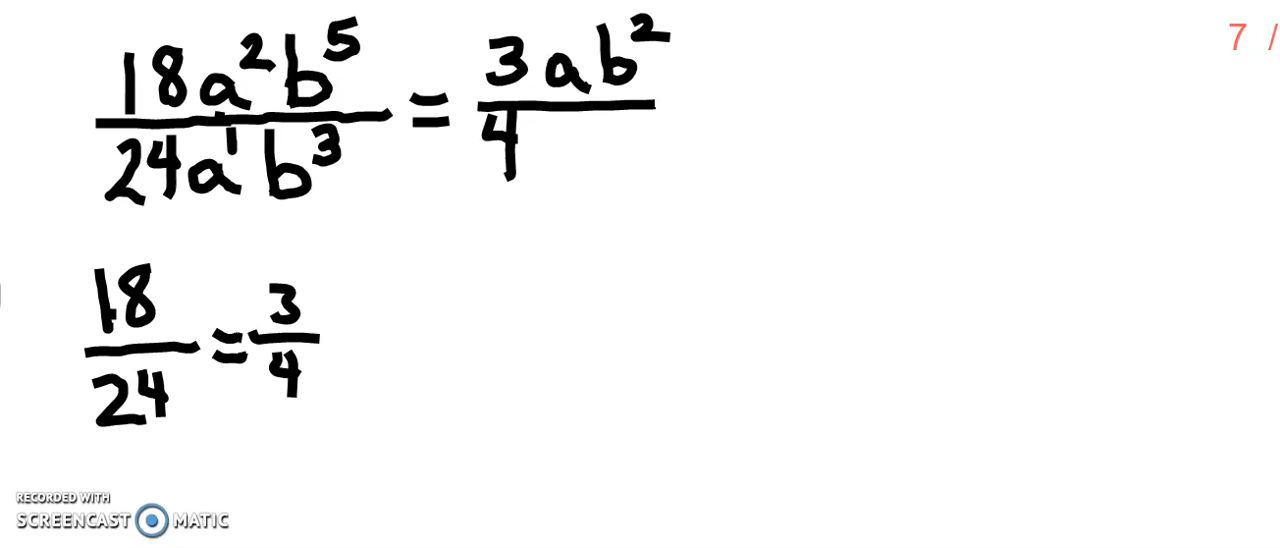 7 /
18a²b⁵ / 24a¹b³ = 3ab² / 4
18 / 24 = 3 / 4
RECORDED WITH
SCREENCAST MATIC